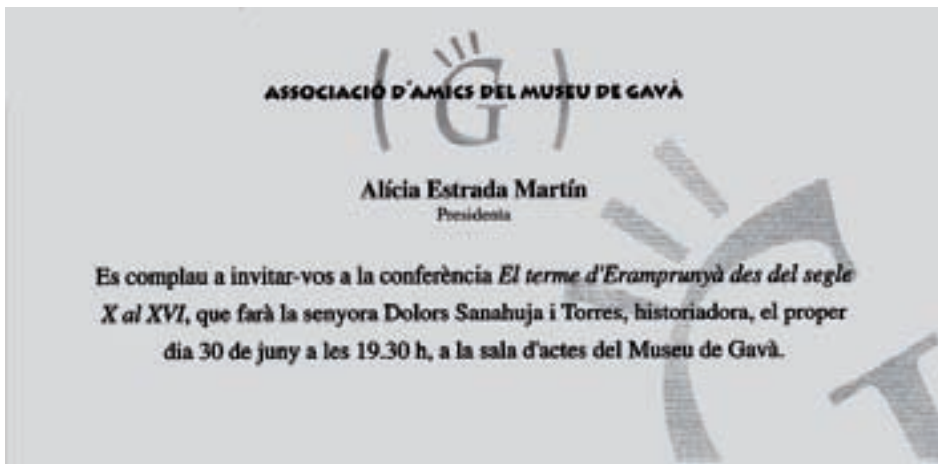 ASSOCIACIÓ D'AMICS DEL MUSEU DE GAVÀ
( G )
Alícia Estrada Martín
Presidenta
Es complau a invitar-vos a la conferència El terme d'Eramprunyà des del segle
X al XVI, que farà la senyora Dolors Sanahuja i Torres, historiadora, el proper
dia 30 de juny a les 19.30 h, a la sala d'actes del Museu de Gavà.